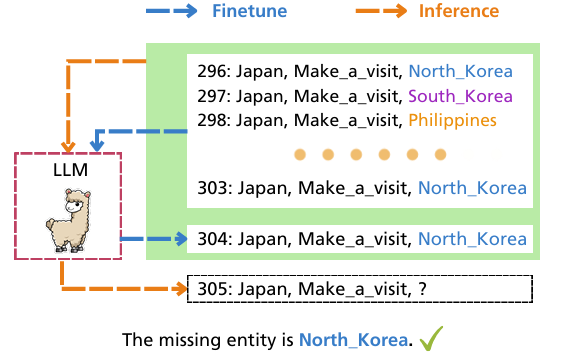 Finetune Inference
296: Japan, Make_a_visit, North_Korea
297: Japan, Make_a_visit, South_Korea
298: Japan, Make_a_visit, Philippines
303: Japan, Make_a_visit, North_Korea
LLM
304: Japan, Make_a_visit, North_Korea
305: Japan, Make_a_visit, ?
The missing entity is North_Korea.